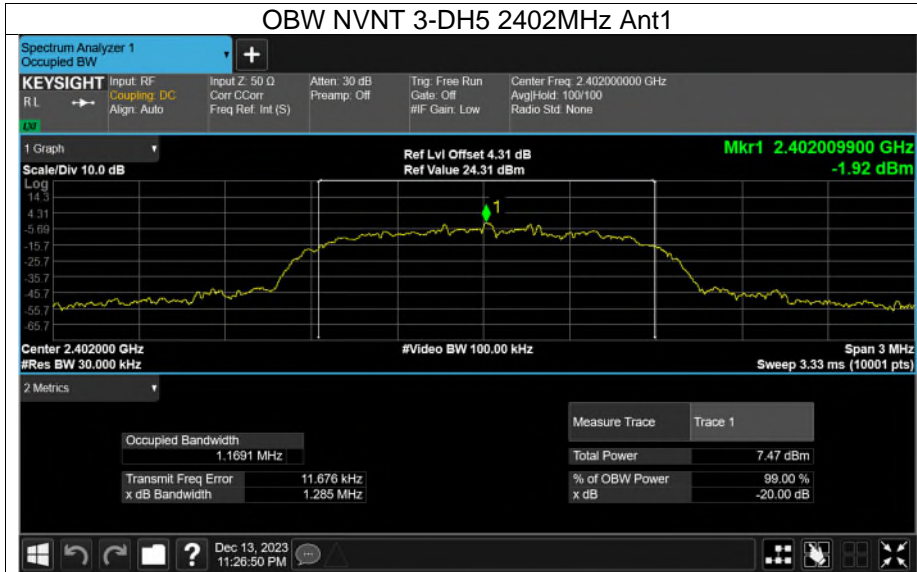 OBW NVNT 3-DH5 2402MHz Ant1
Spectrum Analyzer 1
Occupied BW
KEYSIGHT Input: RF Input Z: 50 Ω Atten: 30 dB Trig: Free Run Center Freq: 2.402000000 GHz
RL Coupling: DC Corr CCorr Preamp: Off Gate: Off Avg|Hold: 100/100
Align: Auto Freq Ref: Int (S) #IF Gain: Low Radio Std: None
LXI
1 Graph Ref Lvl Offset 4.31 dB Mkr1 2.402009900 GHz
Scale/Div 10.0 dB Ref Value 24.31 dBm -1.92 dBm
Log
14.3
4.31
1
-5.69
-15.7
-25.7
-35.7
-45.7
-55.7
-65.7
Center 2.402000 GHz #Video BW 100.00 kHz Span 3 MHz
#Res BW 30.000 kHz Sweep 3.33 ms (10001 pts)
2 Metrics
Measure Trace Trace 1
Occupied Bandwidth
1.1691 MHz Total Power 7.47 dBm
Transmit Freq Error 11.676 kHz % of OBW Power 99.00 %
x dB Bandwidth 1.285 MHz x dB -20.00 dB
Dec 13, 2023
11:26:50 PM